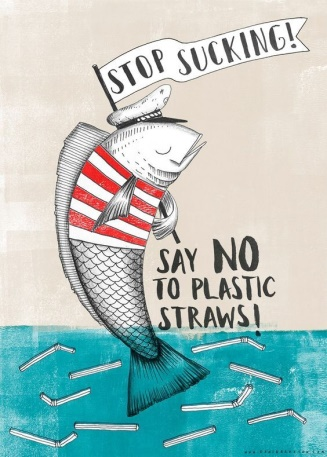 STOP SUCKING!
SAY NO
TO PLASTIC
STRAWS!